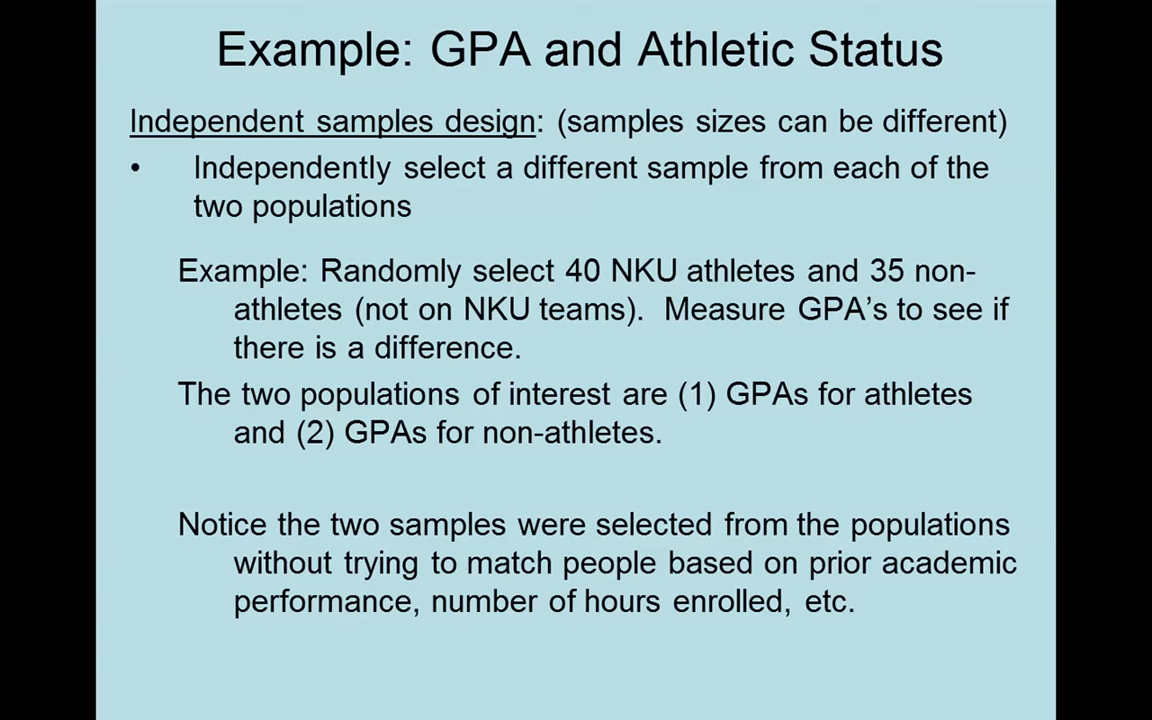 Example: GPA and Athletic Status
Independent samples design: (samples sizes can be different)
• Independently select a different sample from each of the
two populations
Example: Randomly select 40 NKU athletes and 35 non-
athletes (not on NKU teams). Measure GPA’s to see if
there is a difference.
The two populations of interest are (1) GPAs for athletes
and (2) GPAs for non-athletes.
Notice the two samples were selected from the populations
without trying to match people based on prior academic
performance, number of hours enrolled, etc.